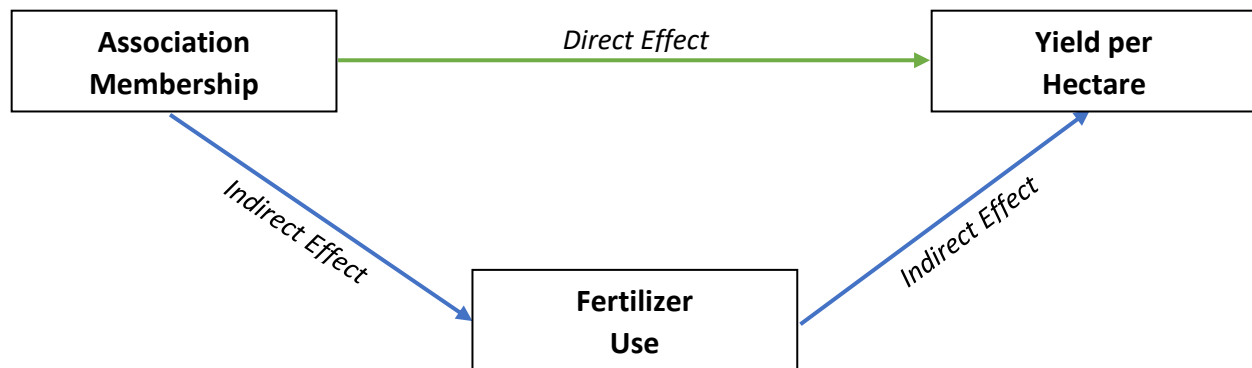 Association
Membership
Direct Effect
Yield per
Hectare
Indirect Effect
Indirect Effect
Fertilizer
Use